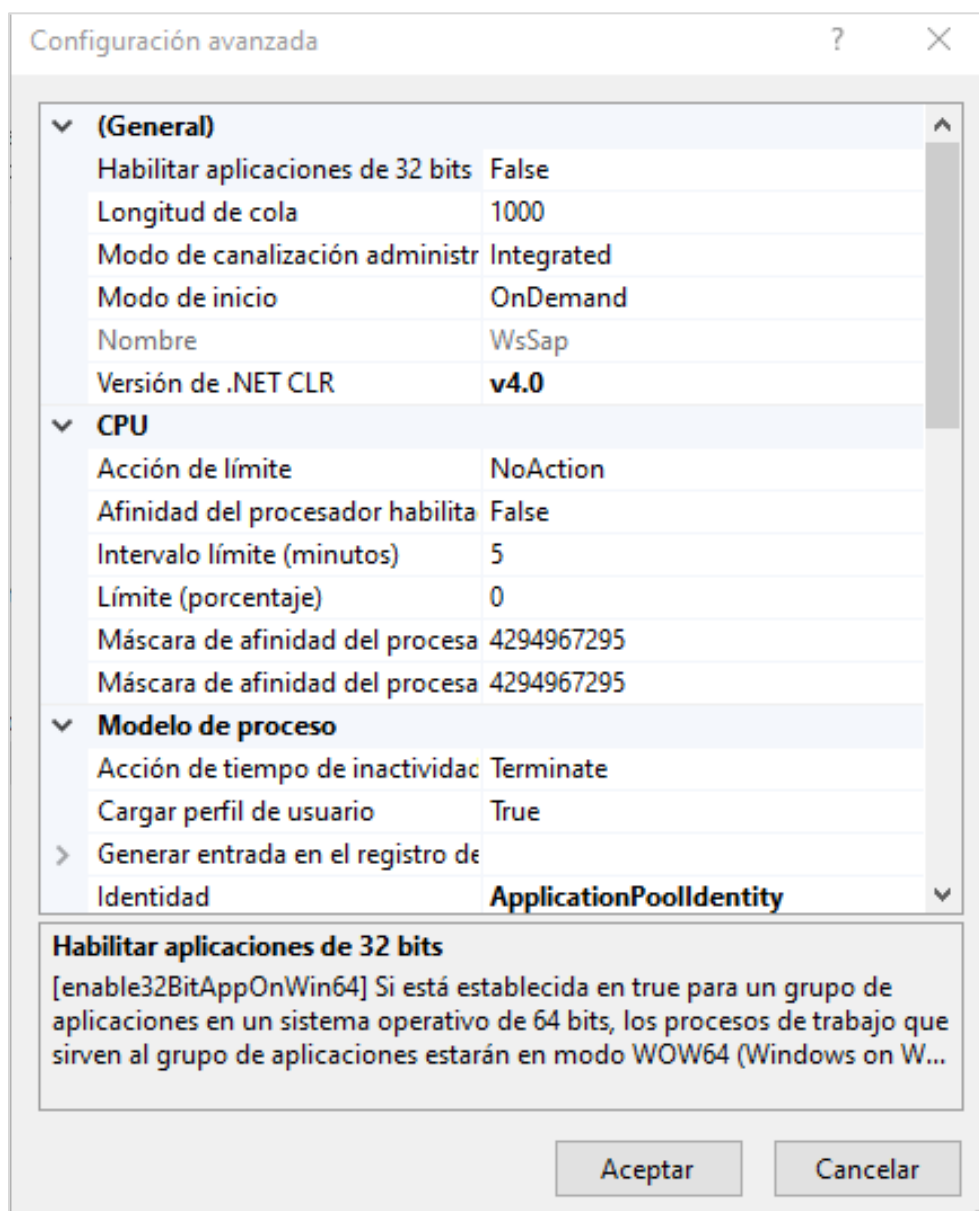 Configuración avanzada ?
(General)
Habilitar aplicaciones de 32 bits False
Longitud de cola 1000
Modo de canalización administr Integrated
Modo de inicio OnDemand
Nombre WsSap
Versión de .NET CLR v4.0
CPU
Acción de límite NoAction
Afinidad del procesador habilita False
Intervalo límite (minutos) 5
Límite (porcentaje) 0
Máscara de afinidad del procesa 4294967295
Máscara de afinidad del procesa 4294967295
Modelo de proceso
Acción de tiempo de inactividad Terminate
Cargar perfil de usuario True
Generar entrada en el registro de
Identidad ApplicationPoolIdentity
Habilitar aplicaciones de 32 bits
[enable32BitAppOnWin64] Si está establecida en true para un grupo de
aplicaciones en un sistema operativo de 64 bits, los procesos de trabajo que
sirven al grupo de aplicaciones estarán en modo WOW64 (Windows on W...
Aceptar Cancelar